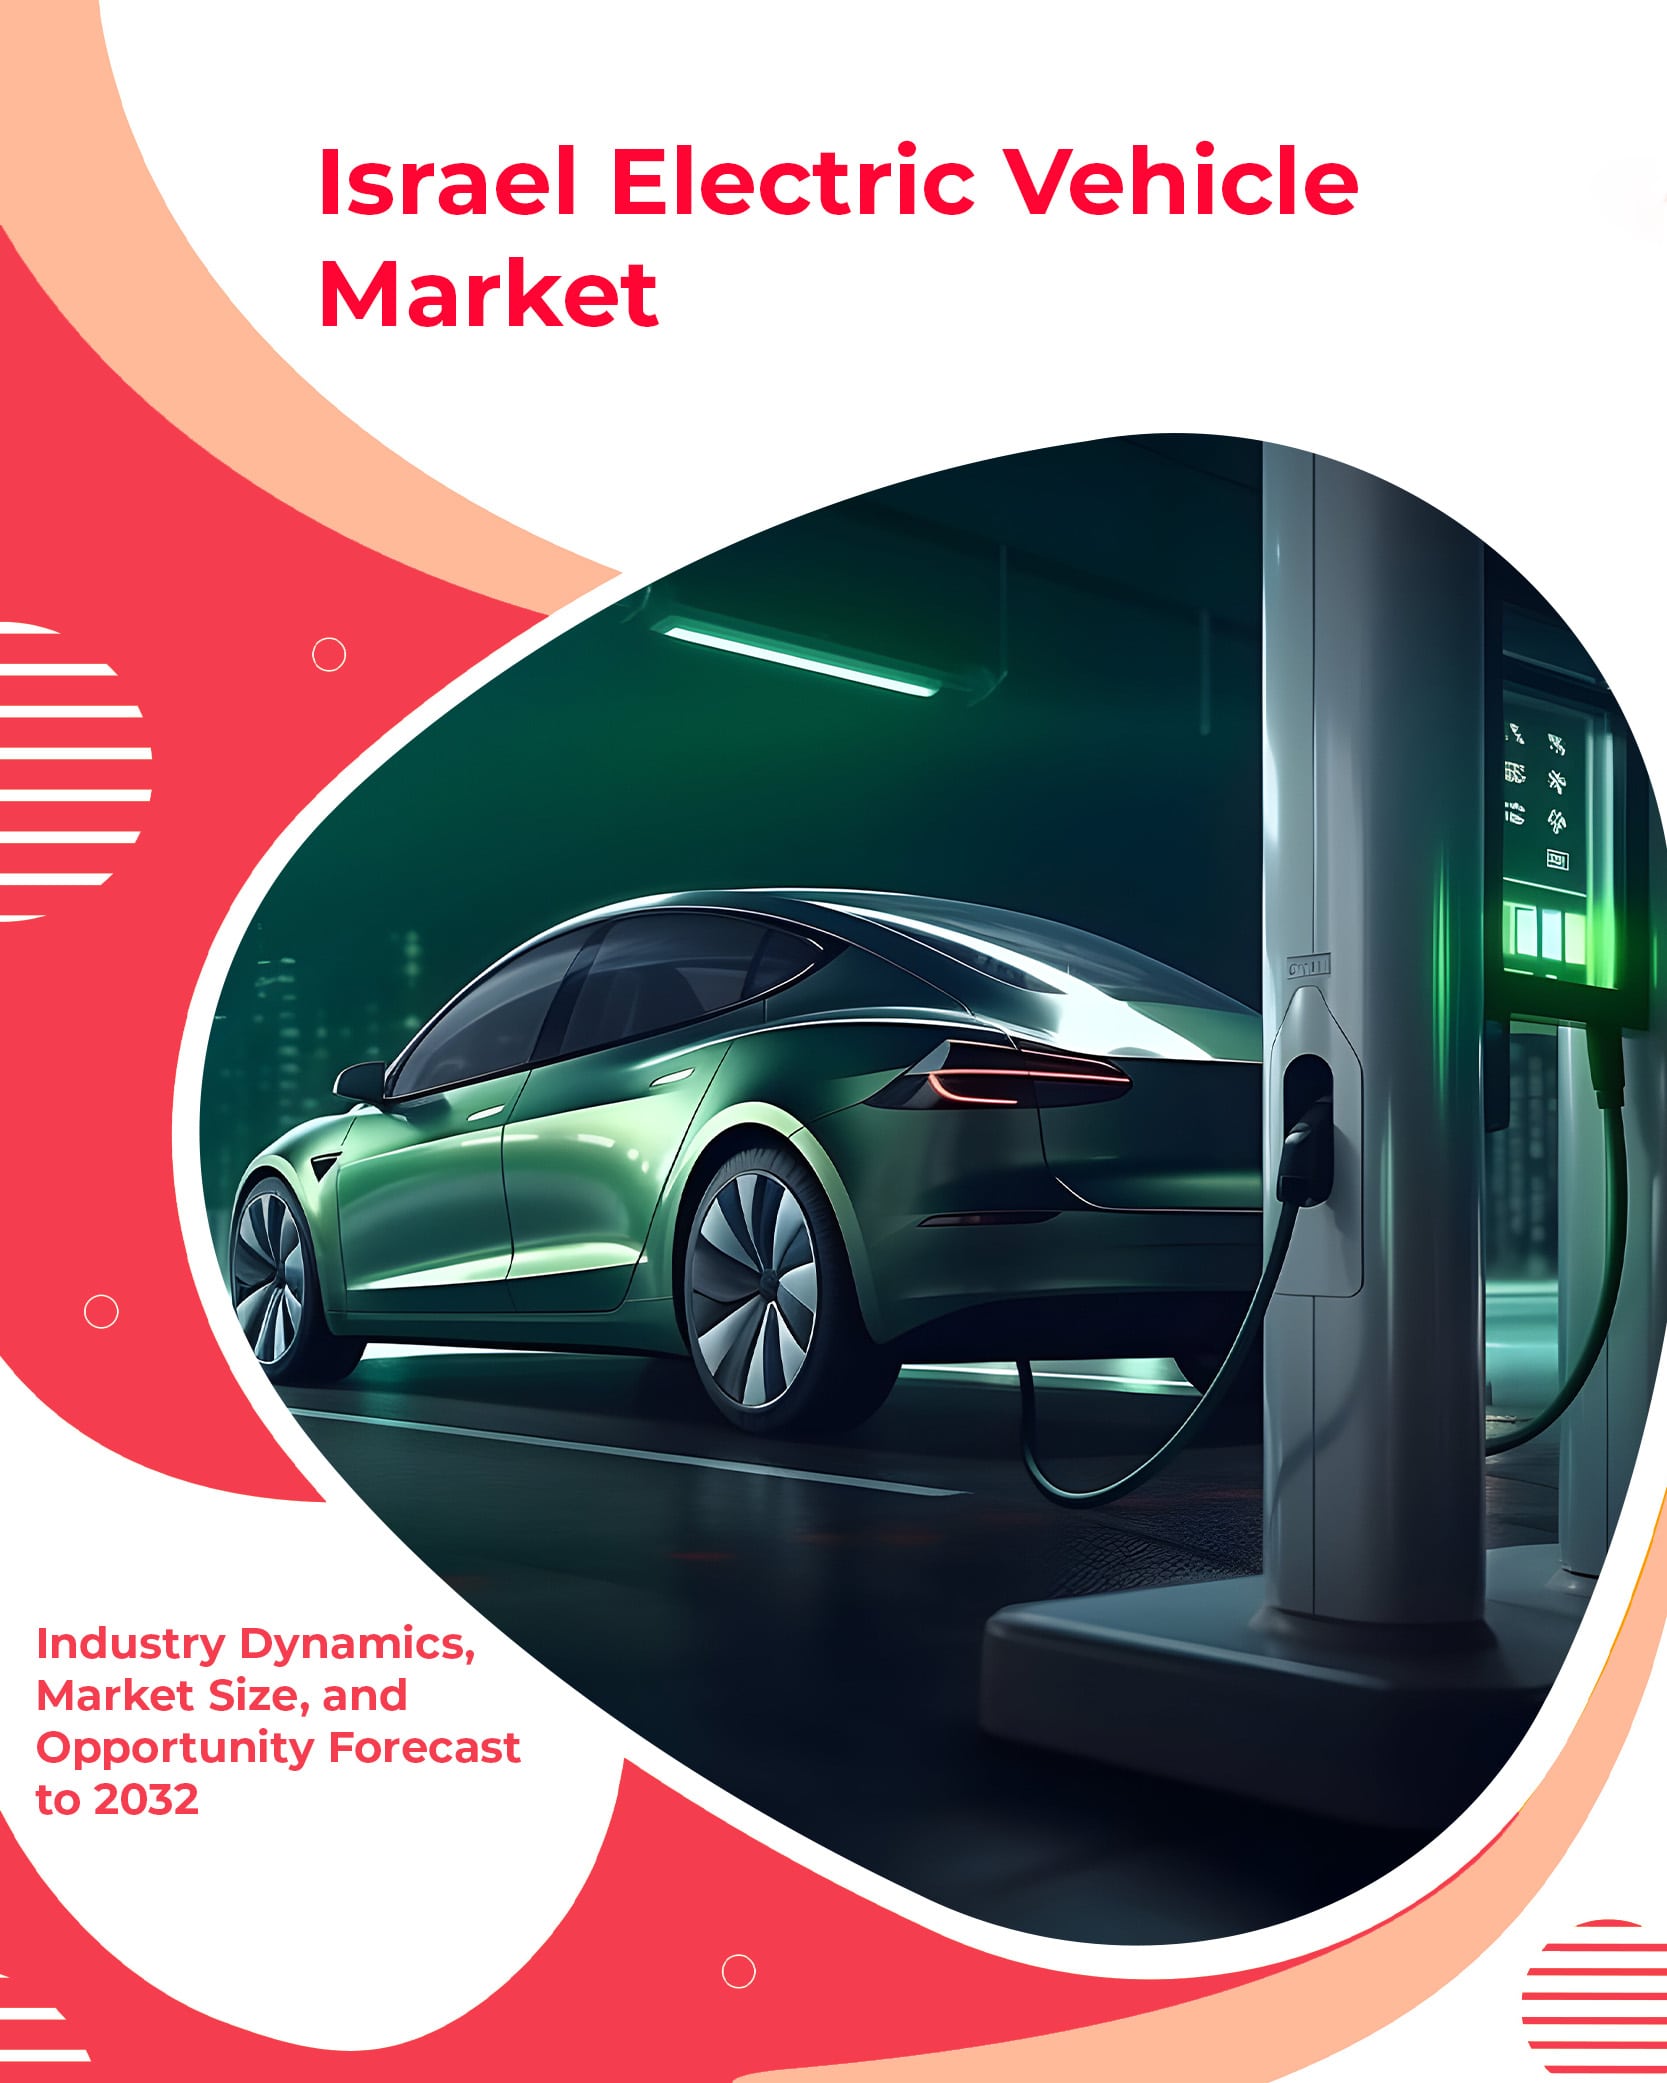 Israel Electric Vehicle
Market
Industry Dynamics,
Market Size, and
Opportunity Forecast
to 2032